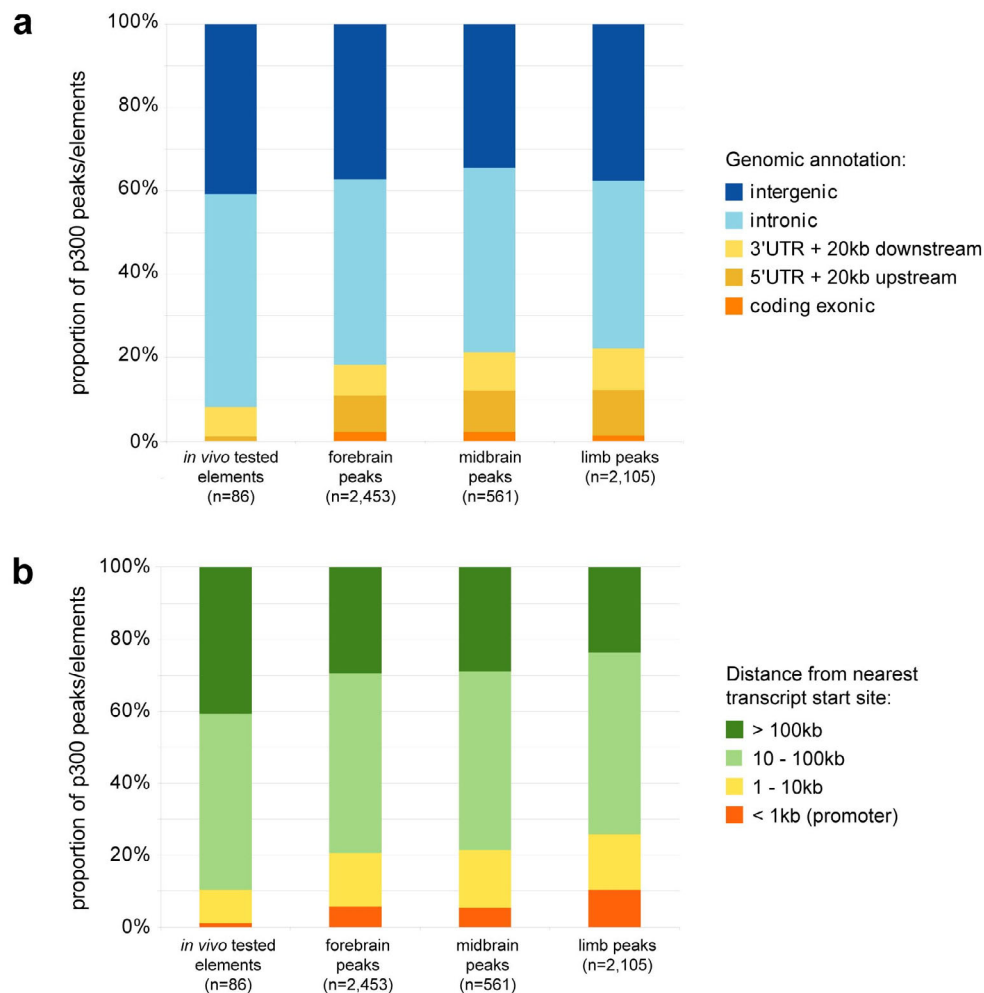 a
proportion of p300 peaks/elements
100%
80%
60%
40%
20%
0%
in vivo tested
elements
(n=86)
forebrain
peaks
(n=2,453)
midbrain
peaks
(n=561)
limb peaks
(n=2,105)
Genomic annotation:
intergenic
intronic
3'UTR + 20kb downstream
5'UTR + 20kb upstream
coding exonic
b
proportion of p300 peaks/elements
100%
80%
60%
40%
20%
0%
in vivo tested
elements
(n=86)
forebrain
peaks
(n=2,453)
midbrain
peaks
(n=561)
limb peaks
(n=2,105)
Distance from nearest
transcript start site:
> 100kb
10 - 100kb
1 - 10kb
< 1kb (promoter)